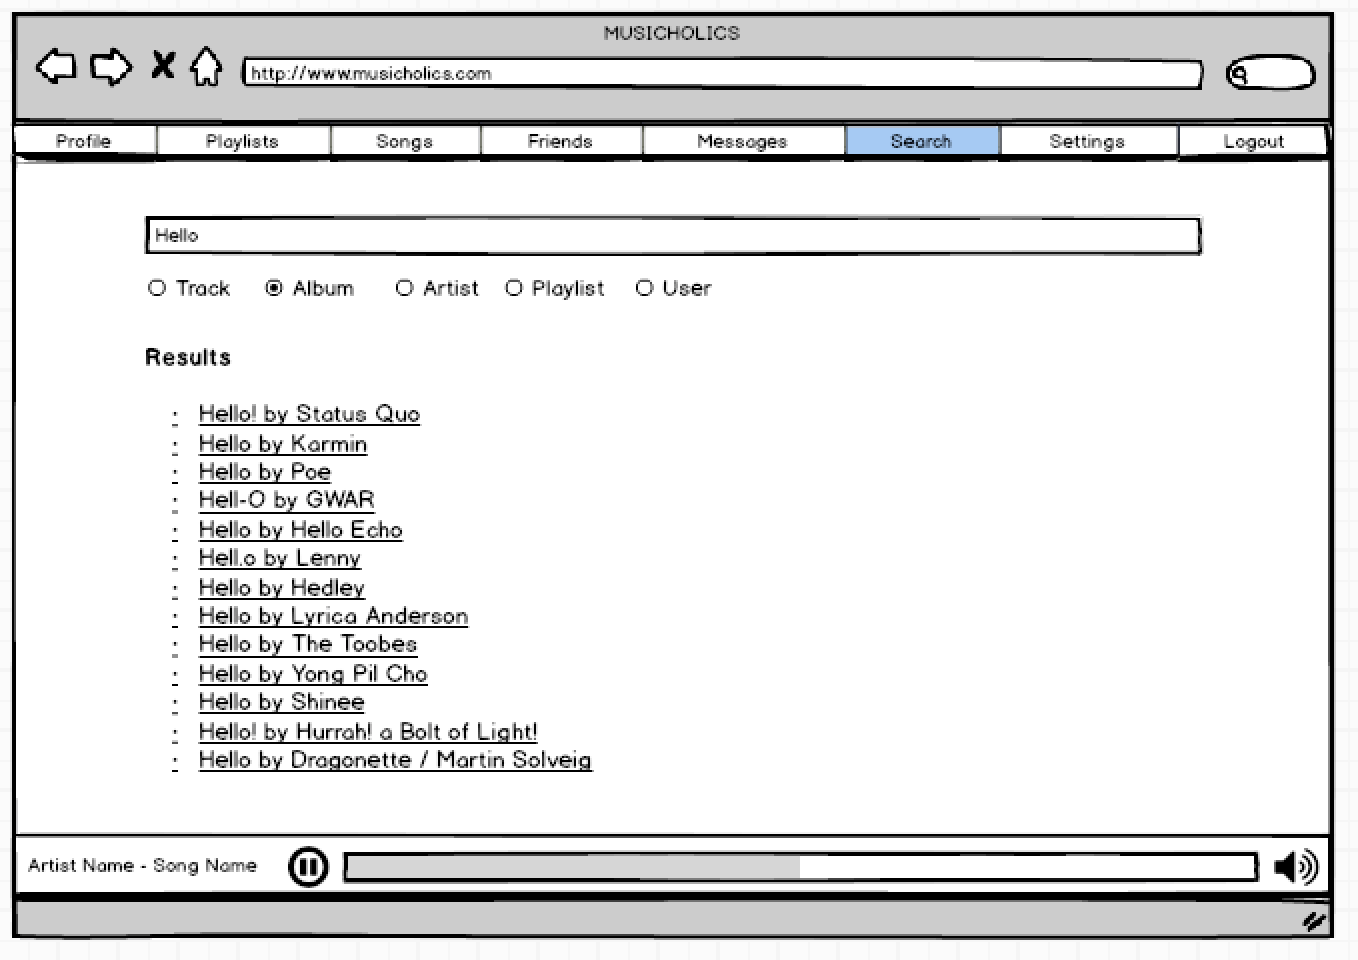 MUSICHOLICS
http://www.musicholics.com
Profile Playlists Songs Friends Messages Search Settings Logout
Hello
Track Album Artist Playlist User
Results
Hello! by Status Quo
Hello by Karmin
Hello by Poe
Hell-O by GWAR
Hello by Hello Echo
Hell.o by Lenny
Hello by Hedley
Hello by Lyrica Anderson
Hello by The Toobes
Hello by Yong Pil Cho
Hello by Shinee
Hello! by Hurrah! a Bolt of Light!
Hello by Dragonette / Martin Solveig
Artist Name - Song Name